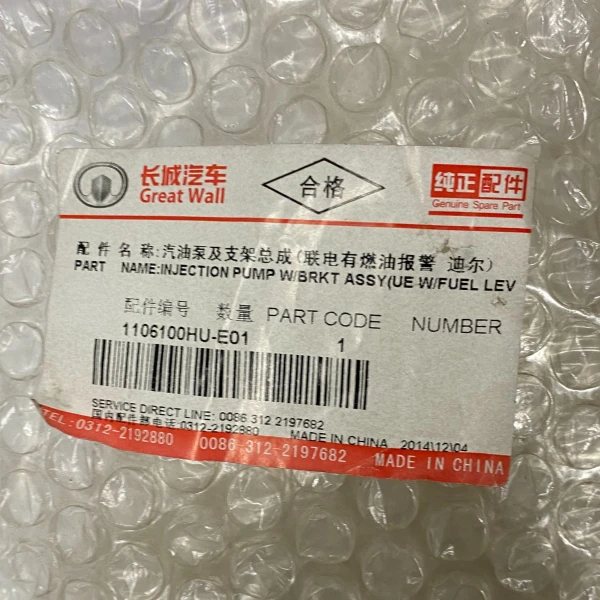 长城汽车
Great Wall
合格
纯正配件
Genuine Spare Part
配 件 名 称:汽油泵及支架总成(联电有燃油报警 迪尔)
PART NAME:INJECTION PUMP W/BRKT ASSY(UE W/FUEL LEV
配件编号 数量 PART CODE NUMBER
1106100HU-E01 1
SERVICE DIRECT LINE: 0086 312 2197682
国内配件部电话:0312-2192880
MADE IN CHINA 2014\12\04
TEL:0312-2192880 0086-312-2197682 MADE IN CHINA